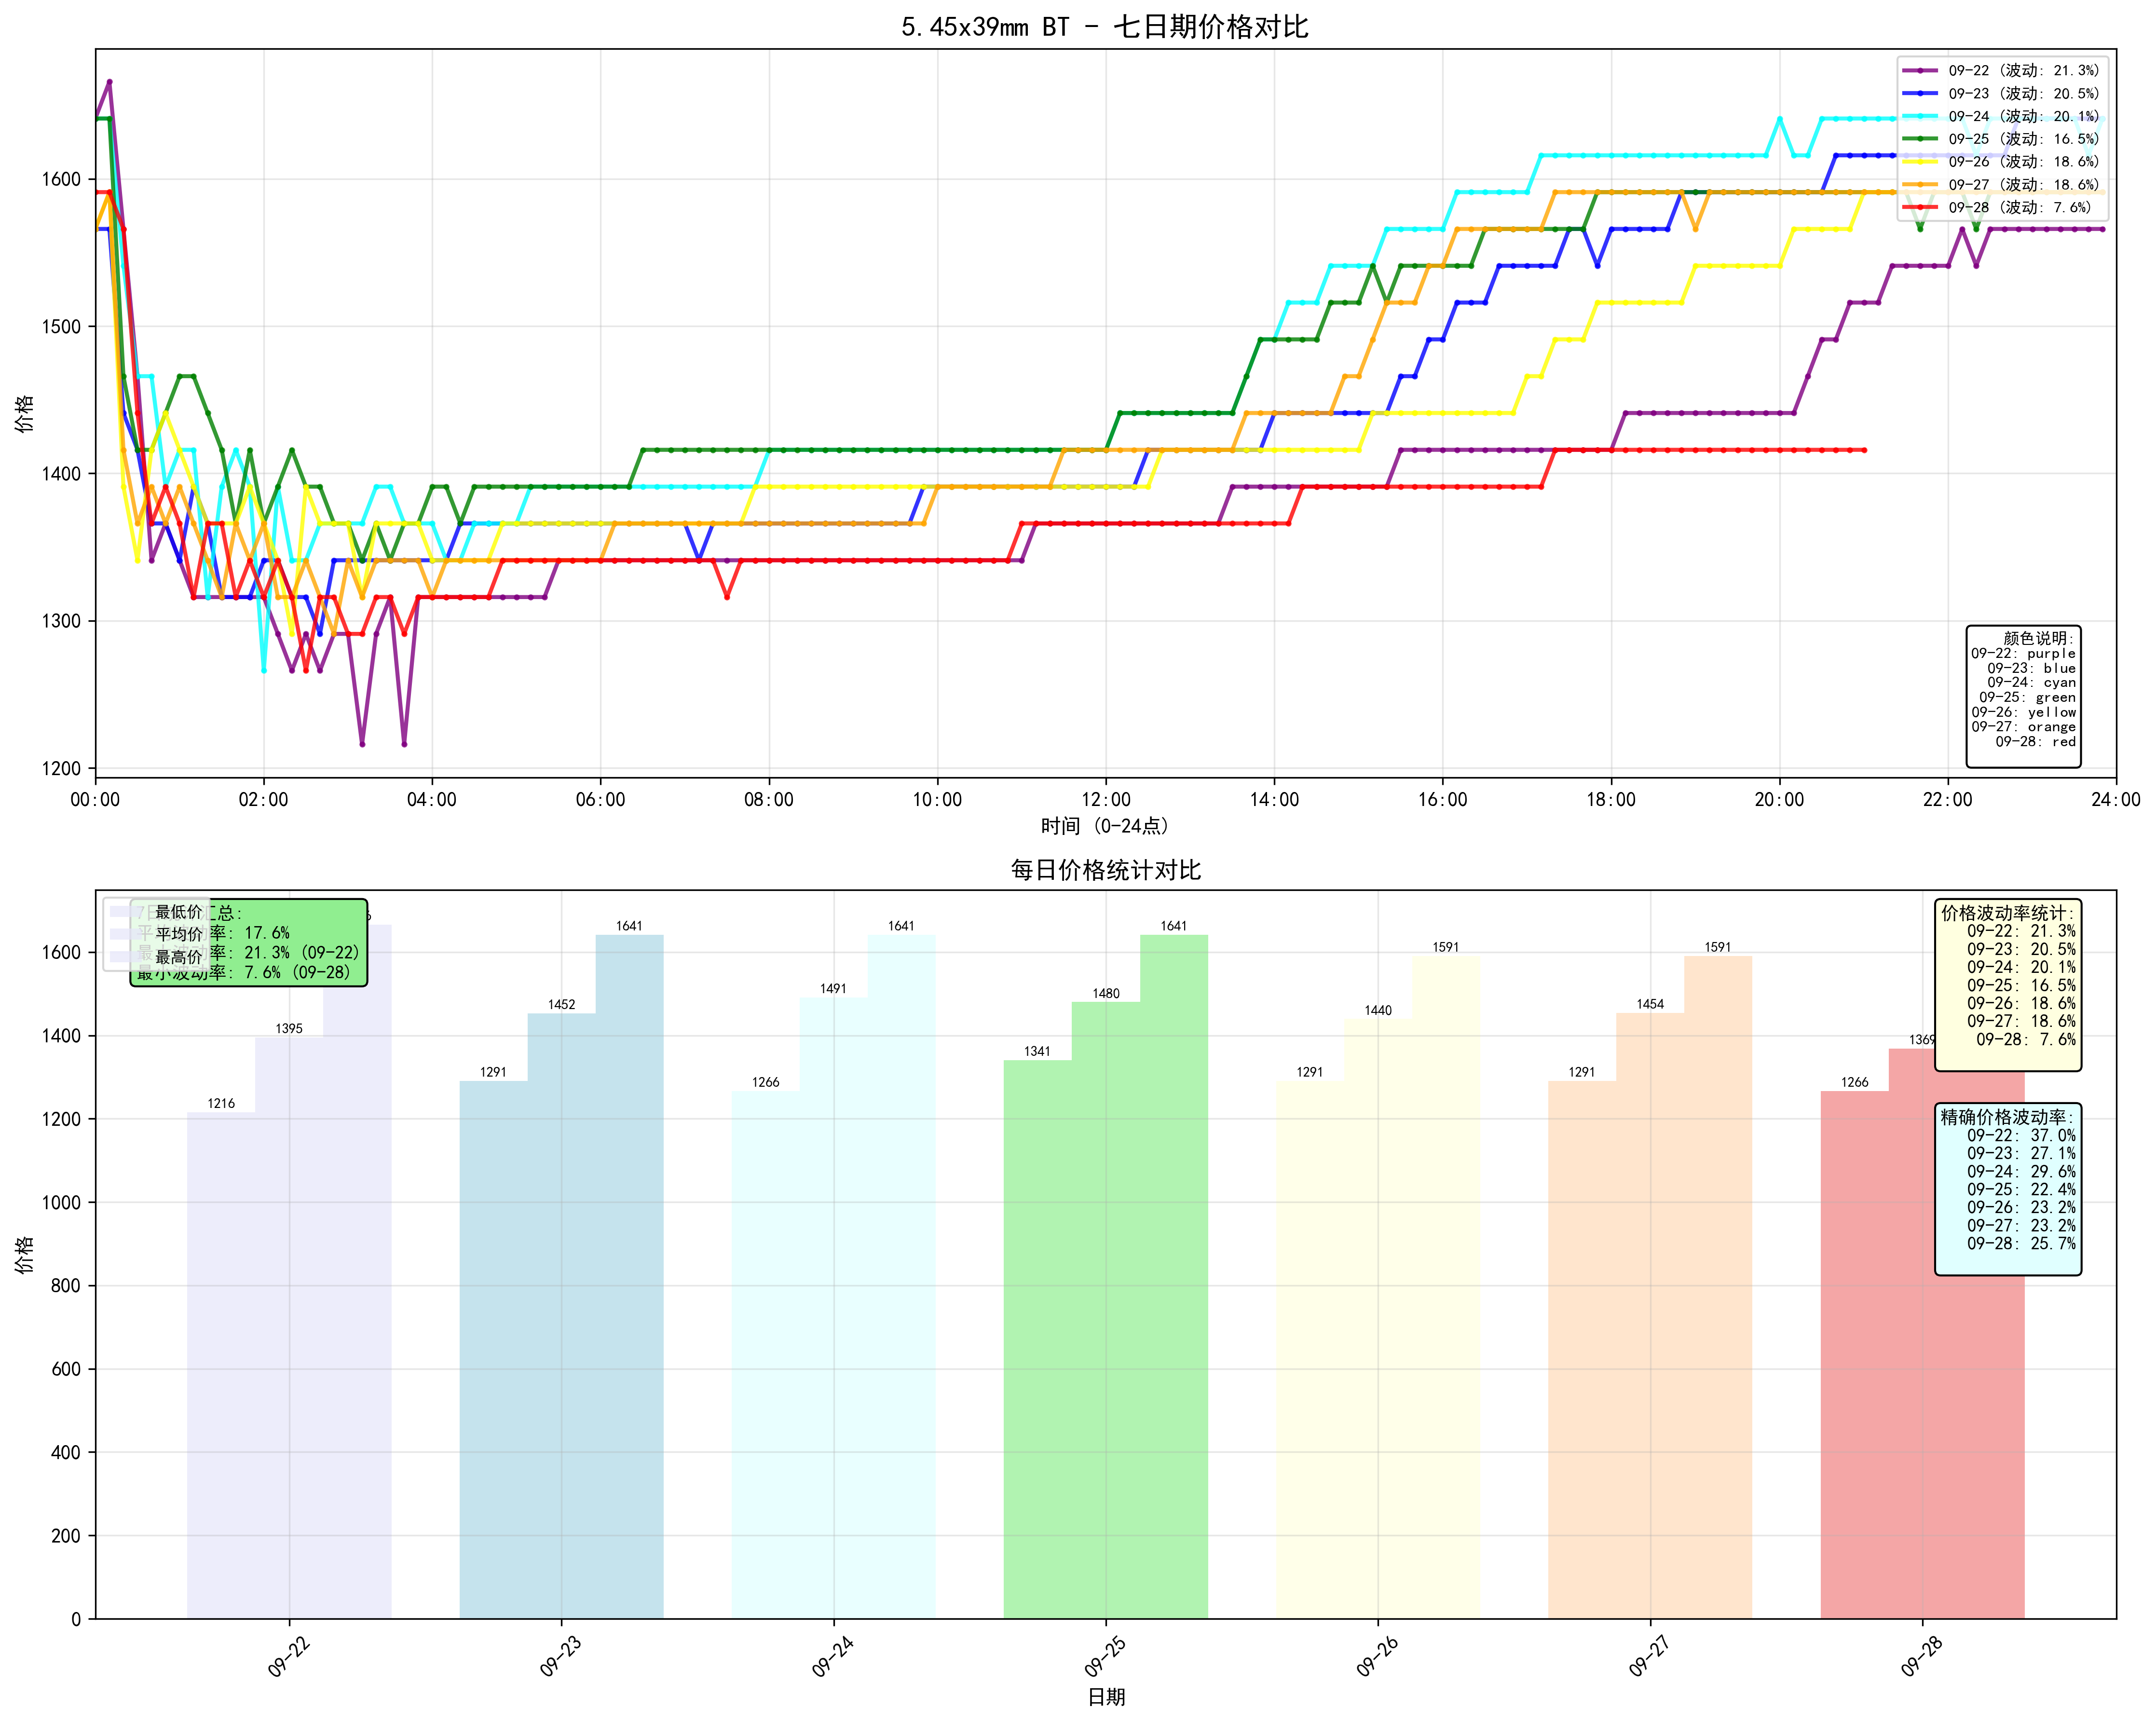 5.45x39mm BT - 七日期价格对比
09-22 (波动: 21.3%)
09-23 (波动: 20.5%)
09-24 (波动: 20.1%)
09-25 (波动: 16.5%)
09-26 (波动: 18.6%)
09-27 (波动: 18.6%)
09-28 (波动: 7.6%)
价格
1600
1500
1400
1300
1200
颜色说明:
09-22: purple
09-23: blue
09-24: cyan
09-25: green
09-26: yellow
09-27: orange
09-28: red
00:00 02:00 04:00 06:00 08:00 10:00 12:00 14:00 16:00 18:00 20:00 22:00 24:00
时间 (0-24点)
每日价格统计对比
最低价
平均价
最高价
汇总:
率: 17.6%
率: 21.3% (09-22)
最小波动率: 7.6% (09-28)
价格波动率统计:
09-22: 21.3%
09-23: 20.5%
09-24: 20.1%
09-25: 16.5%
09-26: 18.6%
09-27: 18.6%
09-28: 7.6%
精确价格波动率:
09-22: 37.0%
09-23: 27.1%
09-24: 29.6%
09-25: 22.4%
09-26: 23.2%
09-27: 23.2%
09-28: 25.7%
1216 1395
1291 1452 1641
1266 1491 1641
1341 1480 1641
1291 1440 1591
1291 1454 1591
1266 1369
价格
1600
1400
1200
1000
800
600
400
200
0
09-22 09-23 09-24 09-25 09-26 09-27 09-28
日期